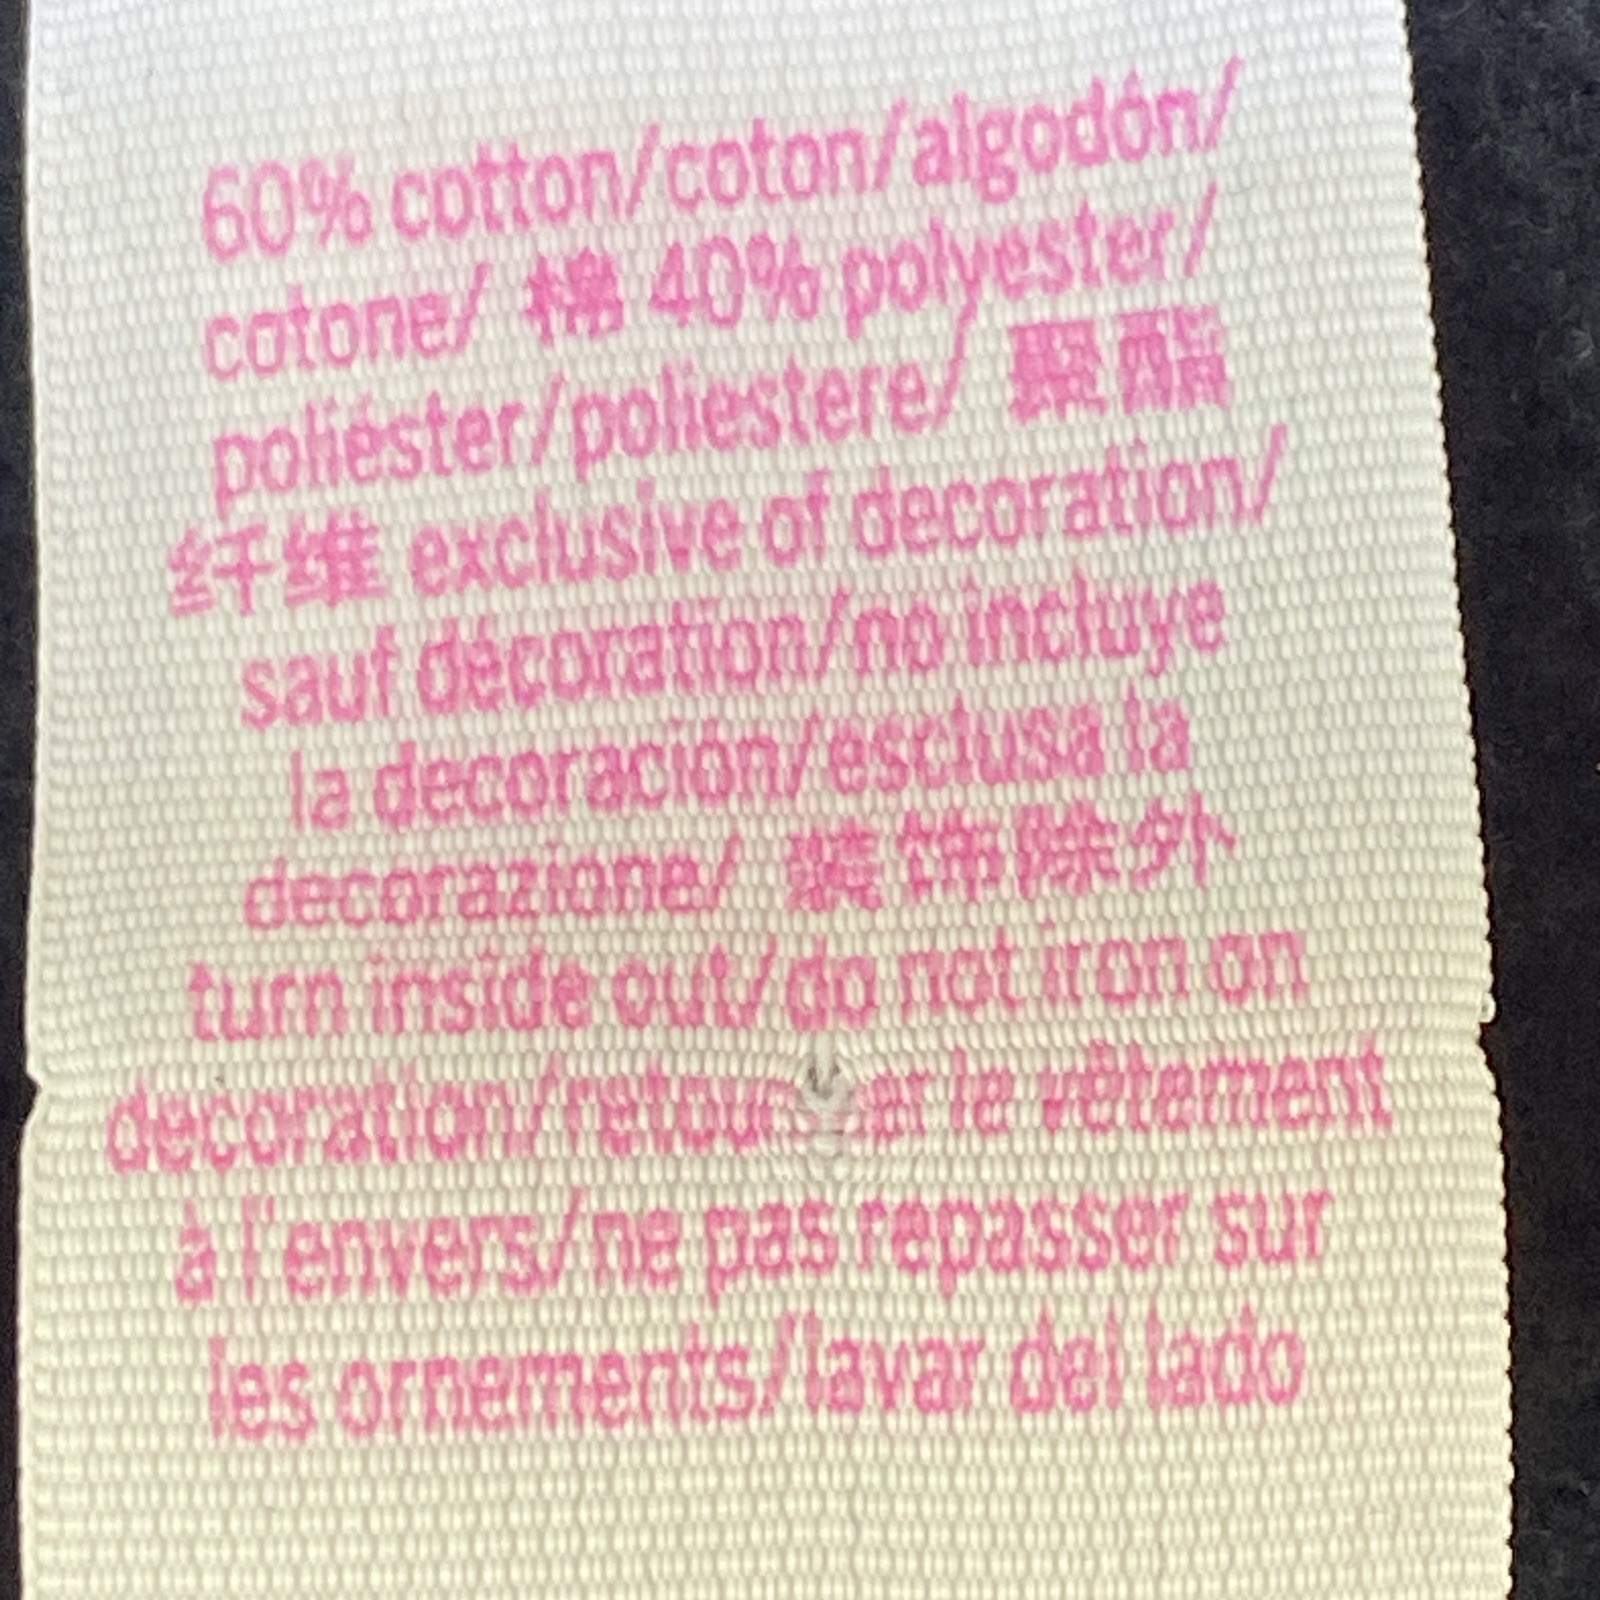 60% cotton/coton/algodón/
cotone/ 棉 40% polyester/
poliéster/poliestere/ 聚酯
纤维 exclusive of decoration/
sauf décoration/no incluye
la decoración/esclusa la
decorazione/ 装饰除外
turn inside out/do not iron on
decoration/retourner le vêtement
à l'envers/ne pas repasser sur
les ornements/lavar del lado